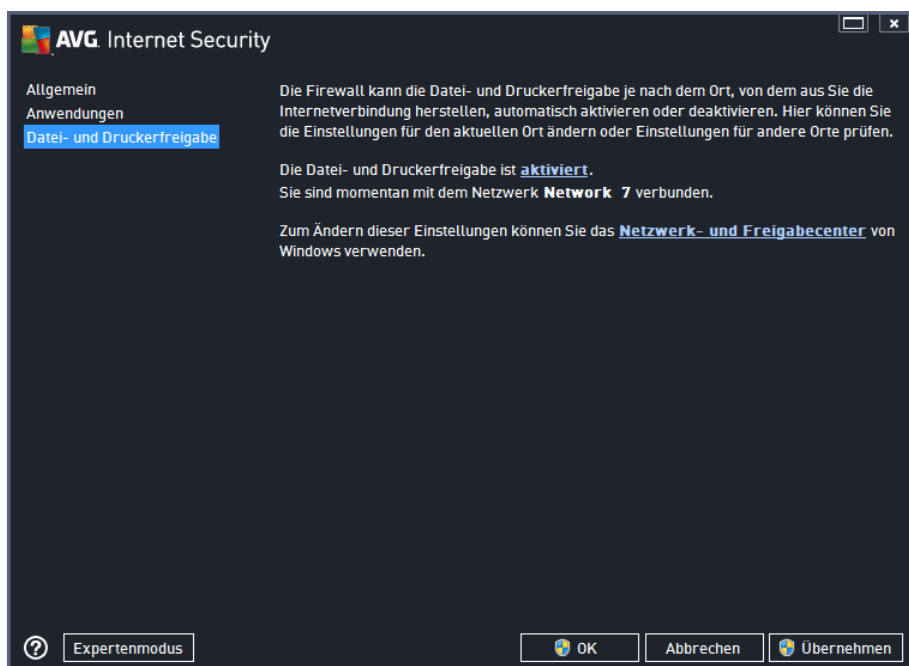 AVG. Internet Security
Allgemein
Anwendungen
Datei- und Druckerfreigabe
Die Firewall kann die Datei- und Druckerfreigabe je nach dem Ort, von dem aus Sie die
Internetverbindung herstellen, automatisch aktivieren oder deaktivieren. Hier können Sie
die Einstellungen für den aktuellen Ort ändern oder Einstellungen für andere Orte prüfen.
Die Datei- und Druckerfreigabe ist aktiviert.
Sie sind momentan mit dem Netzwerk Network 7 verbunden.
Zum Ändern dieser Einstellungen können Sie das Netzwerk- und Freigabecenter von
Windows verwenden.
? Expertenmodus OK Abbrechen Übernehmen